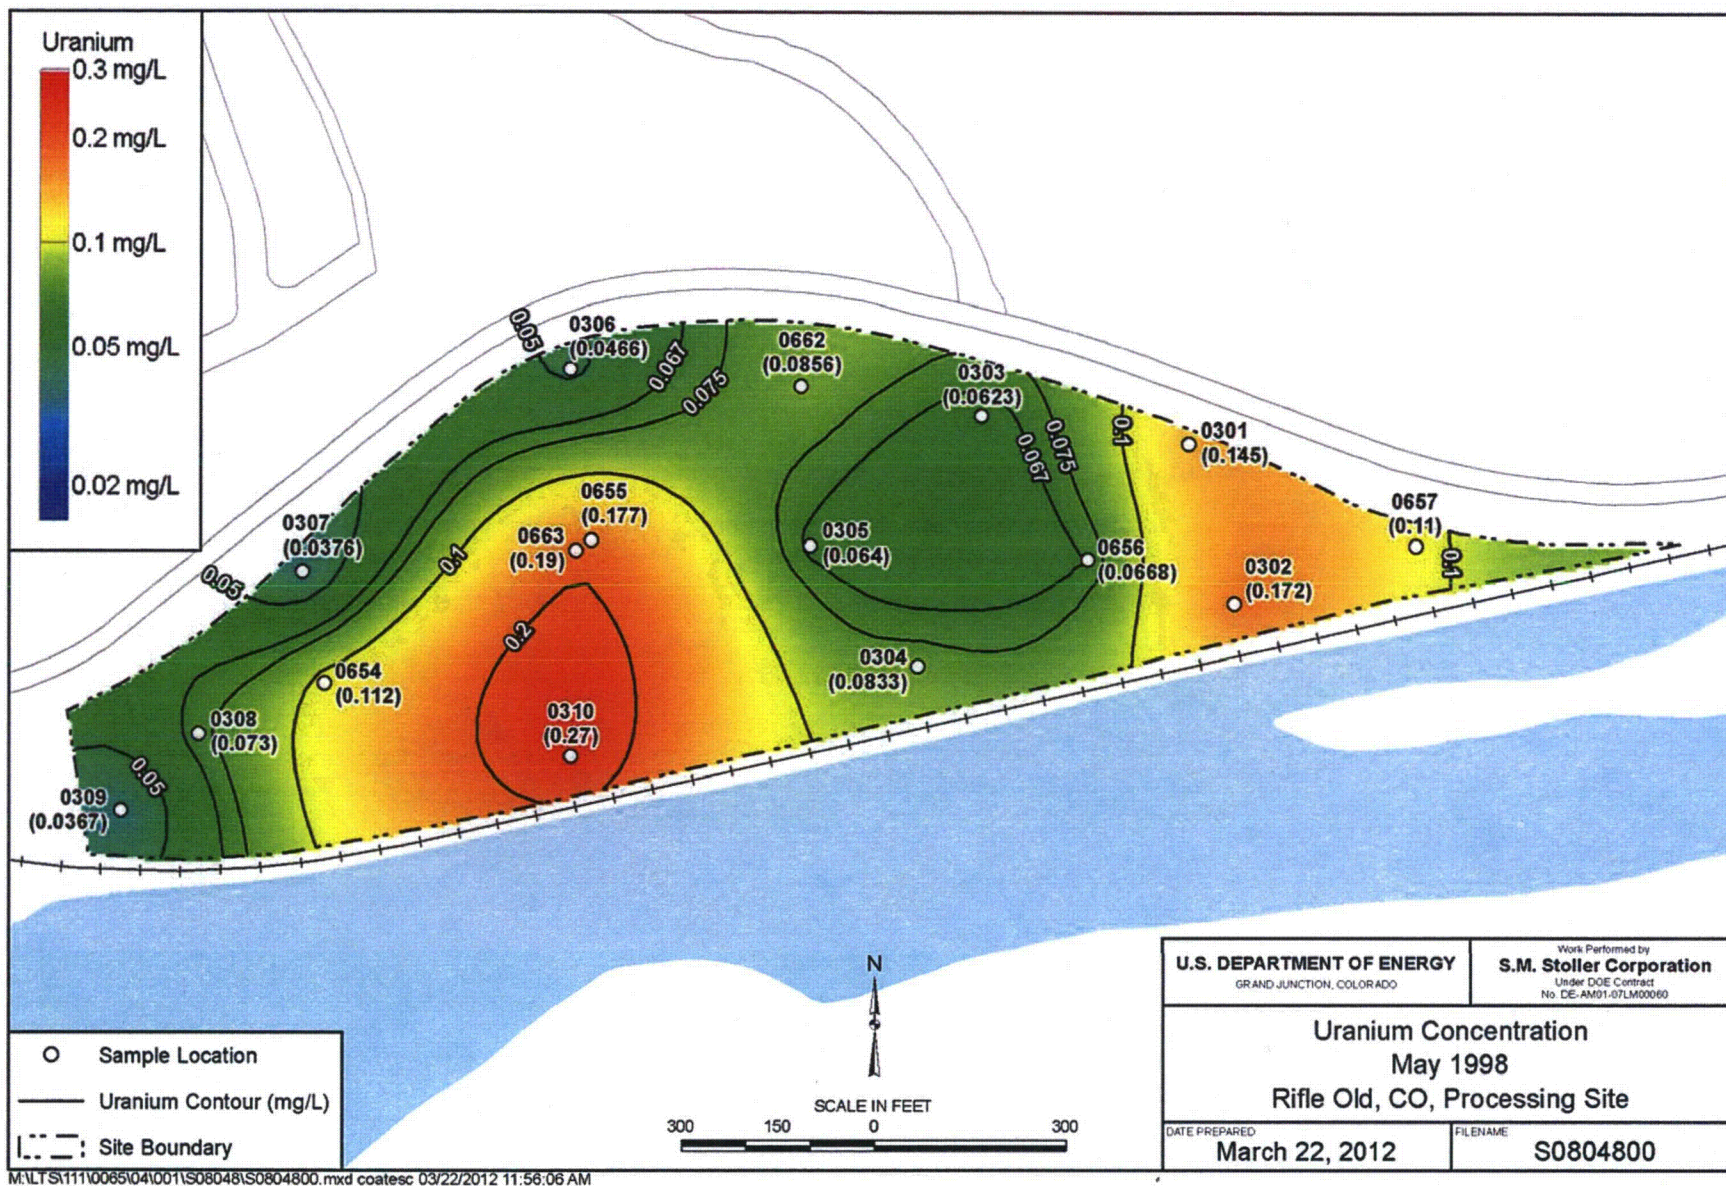 Uranium
0.3 mg/L
0.2 mg/L
0.1 mg/L
0.05 mg/L
0.02 mg/L
0.05
0306
(0.0466)
0.067
0.075
0662
(0.0856)
0303
(0.0623)
0.067
0.075
0.1
0301
(0.145)
0657
(0.11)
0.1
0307
(0.0376)
0.05
0.1
0655
(0.177)
0663
(0.19)
0305
(0.064)
0656
(0.0668)
0302
(0.172)
0.2
0654
(0.112)
0304
(0.0833)
0308
(0.073)
0310
(0.27)
0.05
0309
(0.0367)
N
SCALE IN FEET
300 150 0 300
Sample Location
Uranium Contour (mg/L)
Site Boundary
U.S. DEPARTMENT OF ENERGY
GRAND JUNCTION, COLORADO
Work Performed by
S.M. Stoller Corporation
Under DOE Contract
No. DE-AM01-07LM00060
Uranium Concentration
May 1998
Rifle Old, CO, Processing Site
DATE PREPARED
March 22, 2012
FILENAME
S0804800
M:\LTS\111\0065\04\001\S08048\S0804800.mxd coatesc 03/22/2012 11:56:06 AM